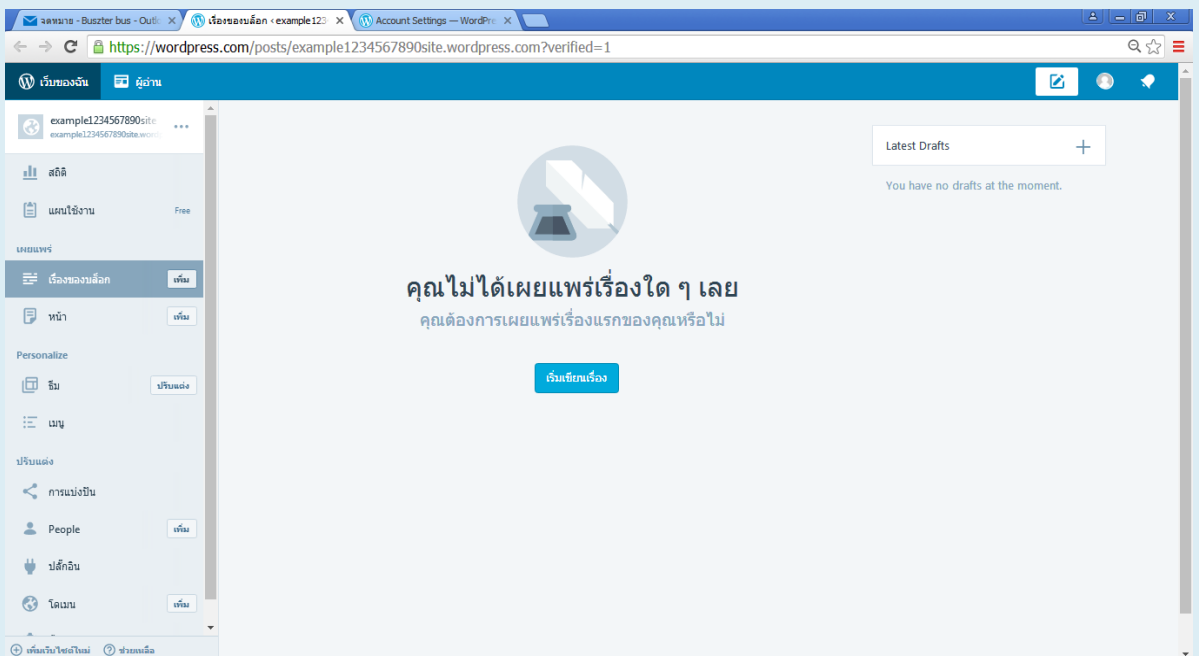 จดหมาย - Buszter bus - Outl
เรื่องของบล็อก ‹ example123
Account Settings — WordPre
https://wordpress.com/posts/example1234567890site.wordpress.com?verified=1
เว็บของฉัน
ผู้อ่าน
example1234567890site
example1234567890site.word
สถิติ
แผนใช้งาน
Free
เผยแพร่
เรื่องของบล็อก
เพิ่ม
หน้า
เพิ่ม
Personalize
ธีม
ปรับแต่ง
เมนู
ปรับแต่ง
การแบ่งปัน
People
เพิ่ม
ปลั๊กอิน
โดเมน
เพิ่ม
เพิ่มเว็บไซต์ใหม่
ช่วยเหลือ
คุณไม่ได้เผยแพร่เรื่องใด ๆ เลย
คุณต้องการเผยแพร่เรื่องแรกของคุณหรือไม่
เริ่มเขียนเรื่อง
Latest Drafts
You have no drafts at the moment.